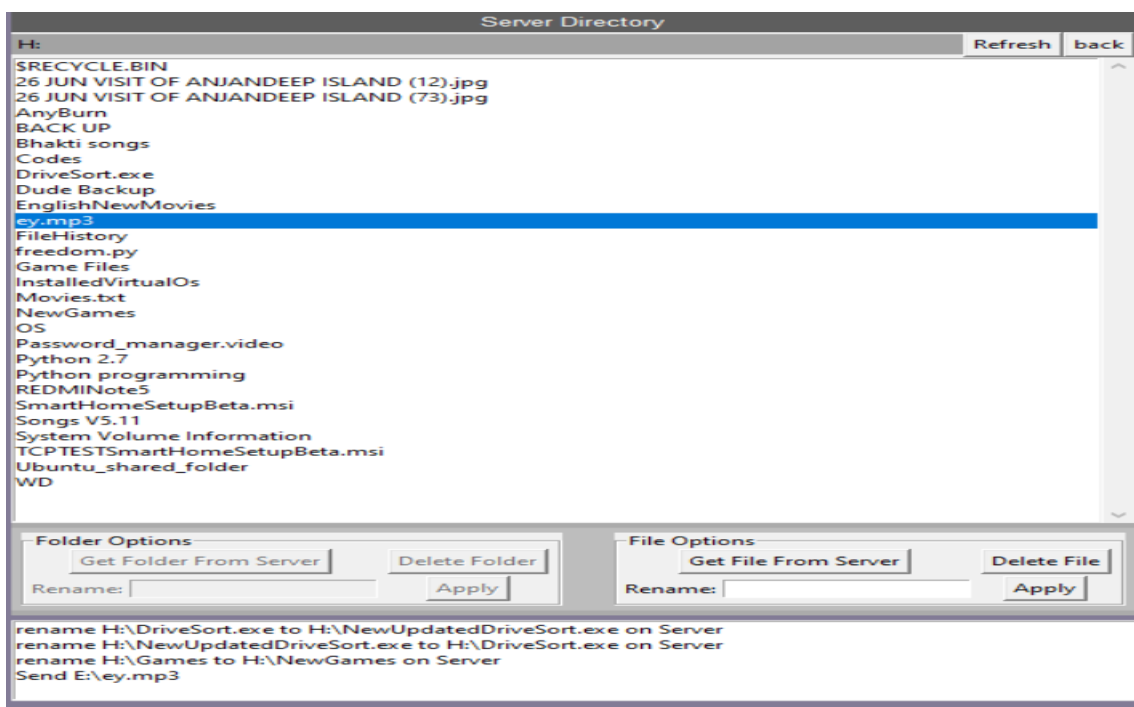 Server Directory
H: Refresh back
$RECYCLE.BIN
26 JUN VISIT OF ANJANDEEP ISLAND (12).jpg
26 JUN VISIT OF ANJANDEEP ISLAND (73).jpg
AnyBurn
BACK UP
Bhakti songs
Codes
DriveSort.exe
Dude Backup
EnglishNewMovies
ey.mp3
FileHistory
freedom.py
Game Files
InstalledVirtualOs
Movies.txt
NewGames
OS
Password_manager.video
Python 2.7
Python programming
REDMINote5
SmartHomeSetupBeta.msi
Songs V5.11
System Volume Information
TCPTESTSmartHomeSetupBeta.msi
Ubuntu_shared_folder
WD
Folder Options
Get Folder From Server Delete Folder
Rename: Apply
File Options
Get File From Server Delete File
Rename: Apply
rename H:\DriveSort.exe to H:\NewUpdatedDriveSort.exe on Server
rename H:\NewUpdatedDriveSort.exe to H:\DriveSort.exe on Server
rename H:\Games to H:\NewGames on Server
Send E:\ey.mp3